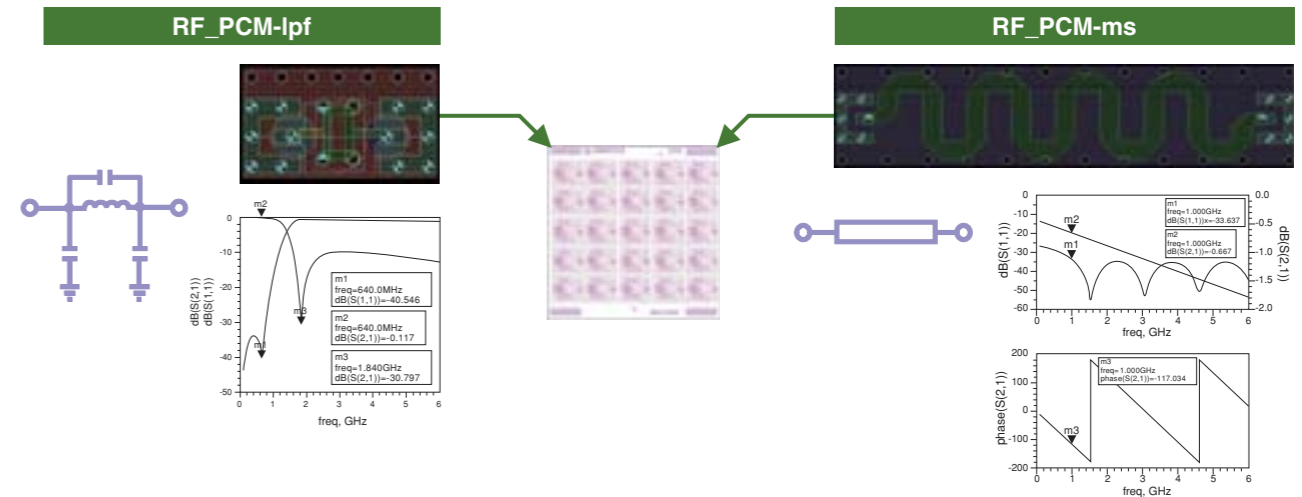 RF_PCM-lpf
RF_PCM-ms
m2
0
-10
-20
-30
-40
-50
dB(S(2,1))
dB(S(1,1))
m1
freq=640.0MHz
dB(S(1,1))=-40.546
m2
freq=640.0MHz
dB(S(2,1))=-0.117
m3
freq=1.840GHz
dB(S(2,1))=-30.797
m3
m1
0 1 2 3 4 5 6
freq, GHz
0
-10
-20
-30
-40
-50
-60
dB(S(1,1))
m2
m1
m1
freq=1.000GHz
dB(S(1,1))x=-33.637
m2
freq=1.000GHz
dB(S(2,1))=-0.667
0.0
-0.5
-1.0
-1.5
-2.0
dB(S(2,1))
0 1 2 3 4 5 6
freq, GHz
200
100
0
-100
-200
phase(S(2,1))
m3
freq=1.000GHz
phase(S(2,1))=-117.034
m3
0 1 2 3 4 5 6
freq, GHz